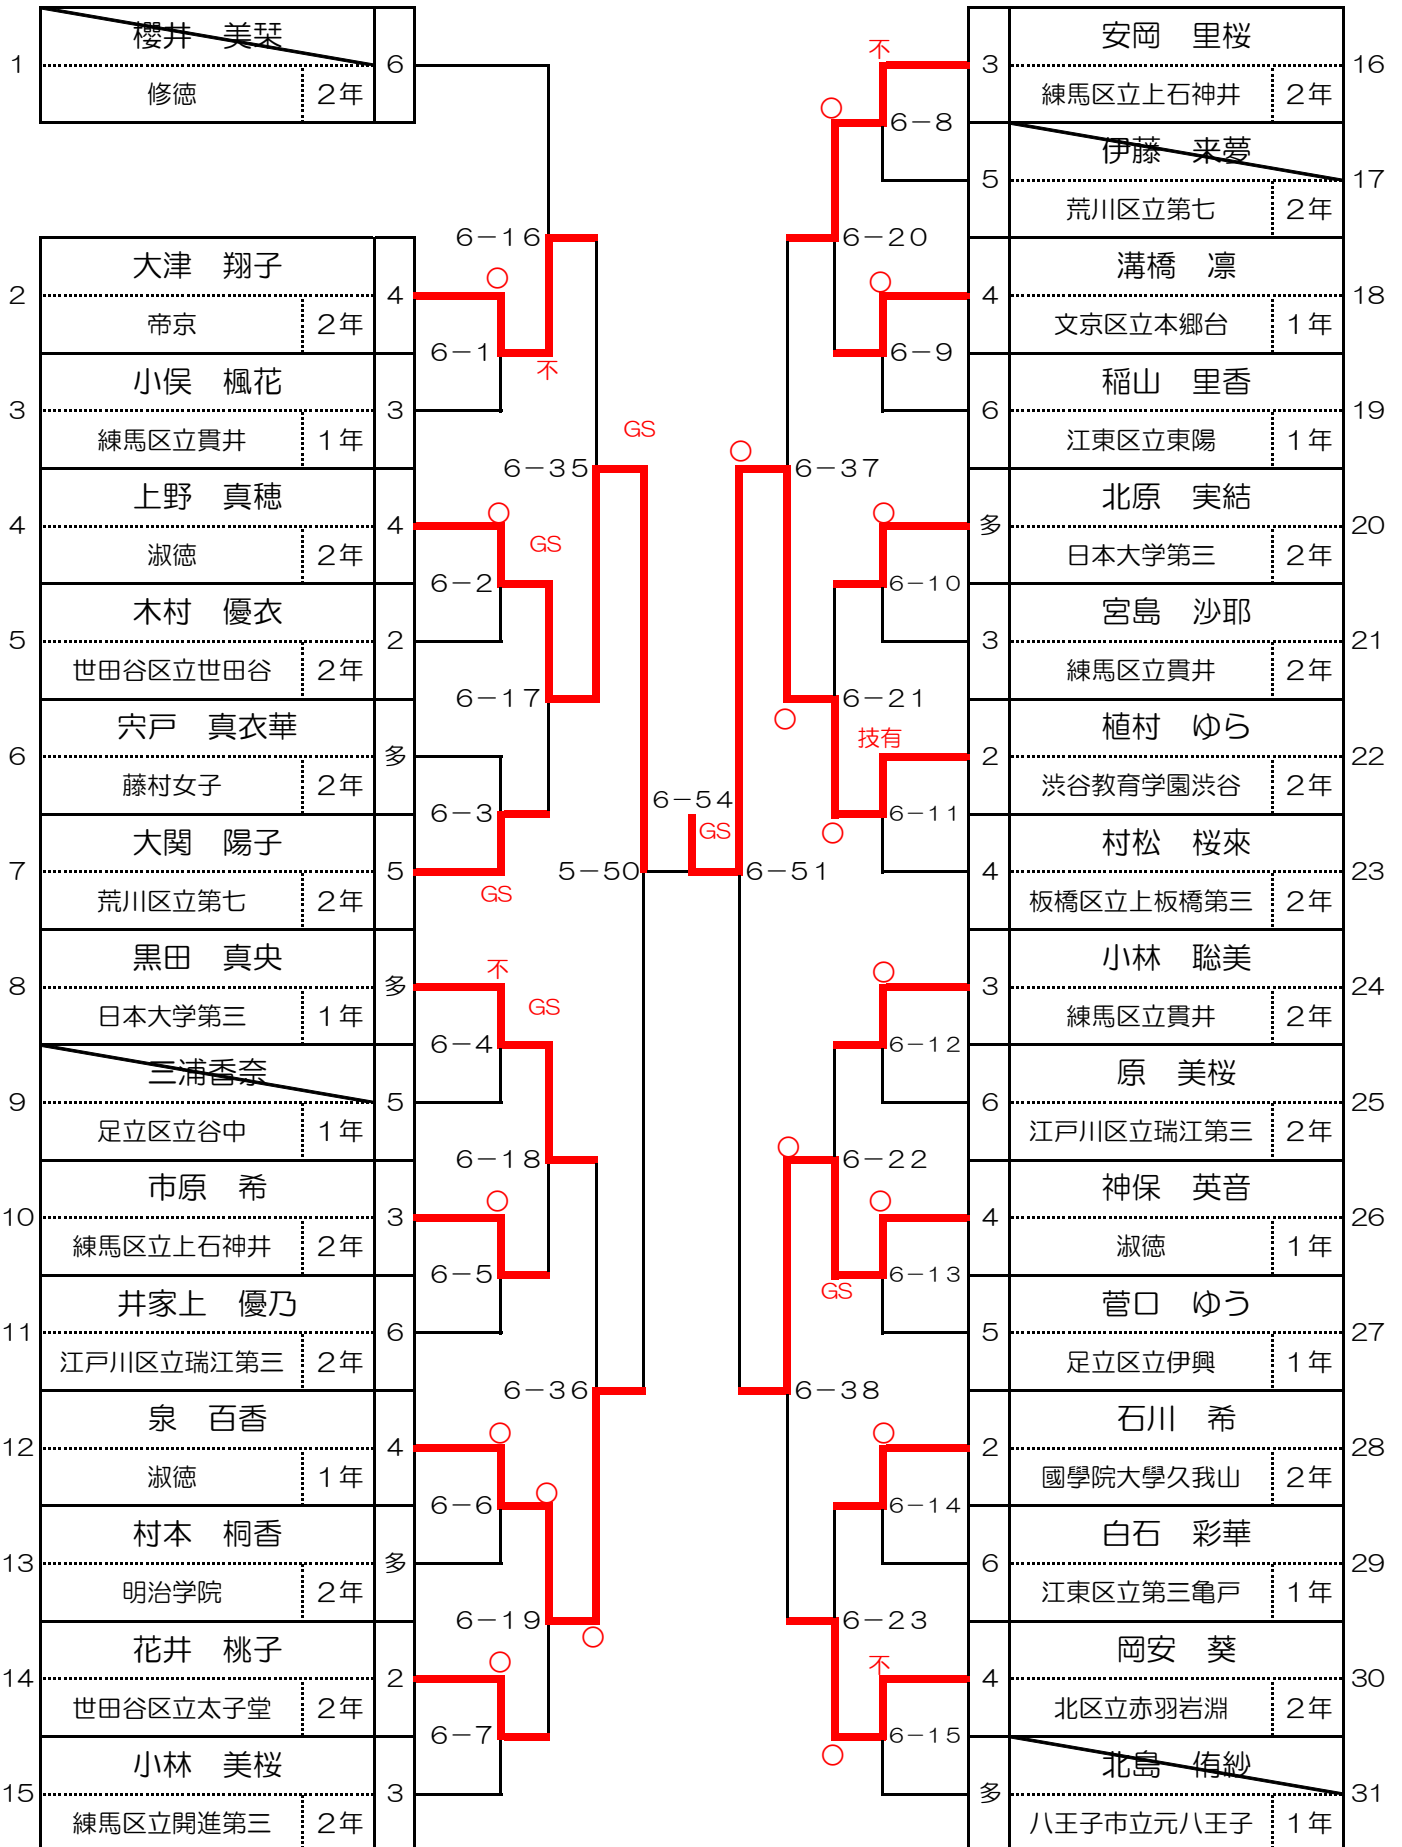 1
櫻井　美栞
6
修徳
2年
2
大津　翔子
4
帝京
2年
3
小俣　楓花
3
練馬区立貫井
1年
4
上野　真穂
4
淑徳
2年
5
木村　優衣
2
世田谷区立世田谷
2年
6
宍戸　真衣華
多
藤村女子
2年
7
大関　陽子
5
荒川区立第七
2年
8
黒田　真央
多
日本大学第三
1年
9
三浦香奈
5
足立区立谷中
1年
10
市原　希
3
練馬区立上石神井
2年
11
井家上　優乃
6
江戸川区立瑞江第三
2年
12
泉　百香
4
淑徳
1年
13
村本　桐香
多
明治学院
2年
14
花井　桃子
2
世田谷区立太子堂
2年
15
小林　美桜
3
練馬区立開進第三
2年
6-16
○
6-1
不
6-35
GS
○
6-2
GS
6-17
6-3
GS
5-50
不
6-4
GS
6-18
○
6-5
6-36
○
6-6
○
6-19
○
○
6-7
6-54
GS
6-51
不
○
6-8
6-20
○
6-9
○
6-37
○
6-10
6-21
○
技有
6-11
○
○
6-12
○
6-22
○
6-13
GS
6-38
○
6-14
6-23
不
6-15
○
安岡　里桜
3
練馬区立上石神井
2年
16
伊藤　来夢
5
荒川区立第七
2年
17
溝橋　凛
4
文京区立本郷台
1年
18
稲山　里香
6
江東区立東陽
1年
19
北原　実結
多
日本大学第三
2年
20
宮島　沙耶
3
練馬区立貫井
2年
21
植村　ゆら
2
渋谷教育学園渋谷
2年
22
村松　桜來
4
板橋区立上板橋第三
2年
23
小林　聡美
3
練馬区立貫井
2年
24
原　美桜
6
江戸川区立瑞江第三
2年
25
神保　英音
4
淑徳
1年
26
菅口　ゆう
5
足立区立伊興
1年
27
石川　希
2
國學院大學久我山
2年
28
白石　彩華
6
江東区立第三亀戸
1年
29
岡安　葵
4
北区立赤羽岩淵
2年
30
北島　侑紗
多
八王子市立元八王子
1年
31